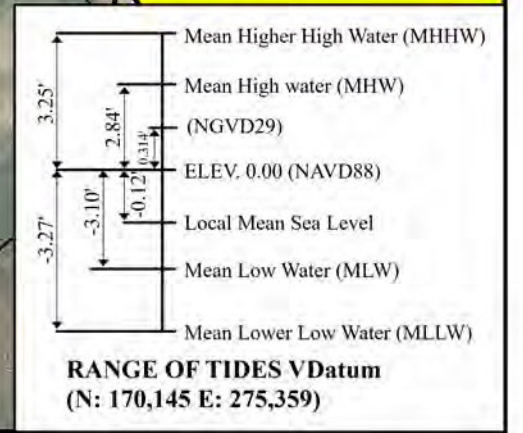 Mean Higher High Water (MHHW)
3.25'
Mean High water (MHW)
2.84'
(NGVD29)
0.314'
ELEV. 0.00 (NAVD88)
-0.12'
Local Mean Sea Level
-3.10'
Mean Low Water (MLW)
-3.27'
Mean Lower Low Water (MLLW)
RANGE OF TIDES VDatum
(N: 170,145 E: 275,359)